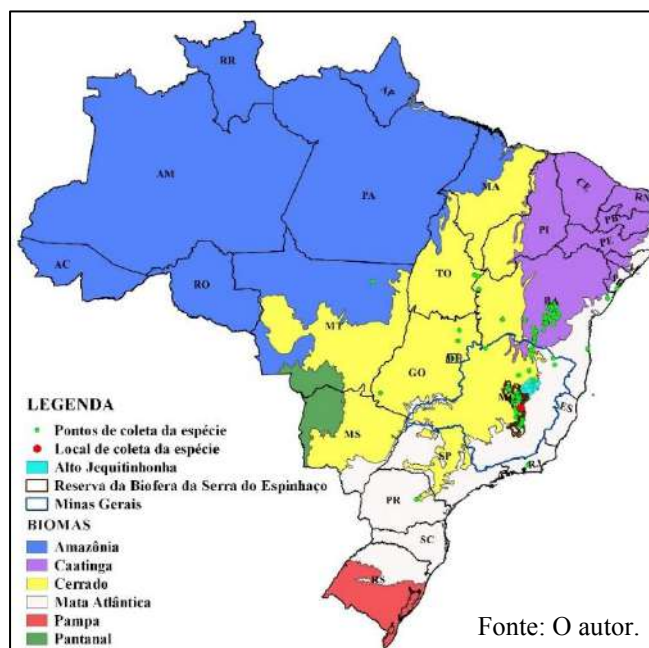 RR
AP
AM
PA
MA
CE
RN
PB
PE
PI
AC
RO
TO
BA
MT
GO
DF
MS
ES
SP
RJ
PR
SC
RS
LEGENDA
Pontos de coleta da espécie
Local de coleta da espécie
Alto Jequitinhonha
Reserva da Biofera da Serra do Espinhaço
Minas Gerais
BIOMAS
Amazônia
Caatinga
Cerrado
Mata Atlântica
Pampa
Pantanal
Fonte: O autor.